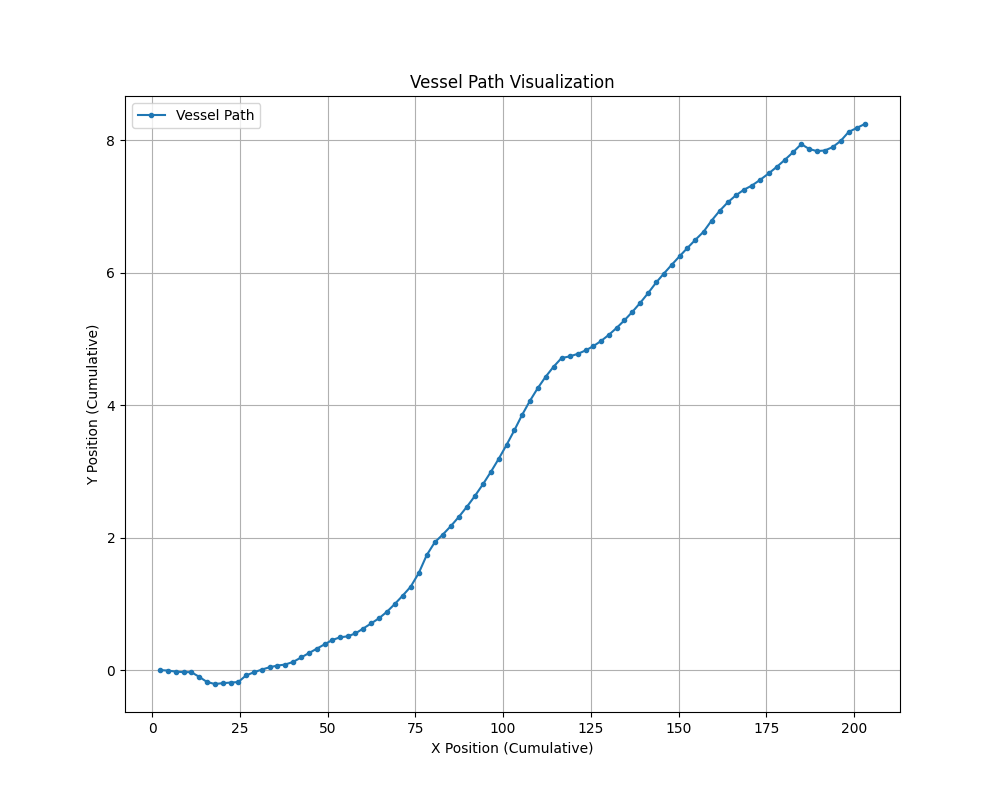 Vessel Path Visualization
Vessel Path
8
6
4
2
0
Y Position (Cumulative)
0 25 50 75 100 125 150 175 200
X Position (Cumulative)